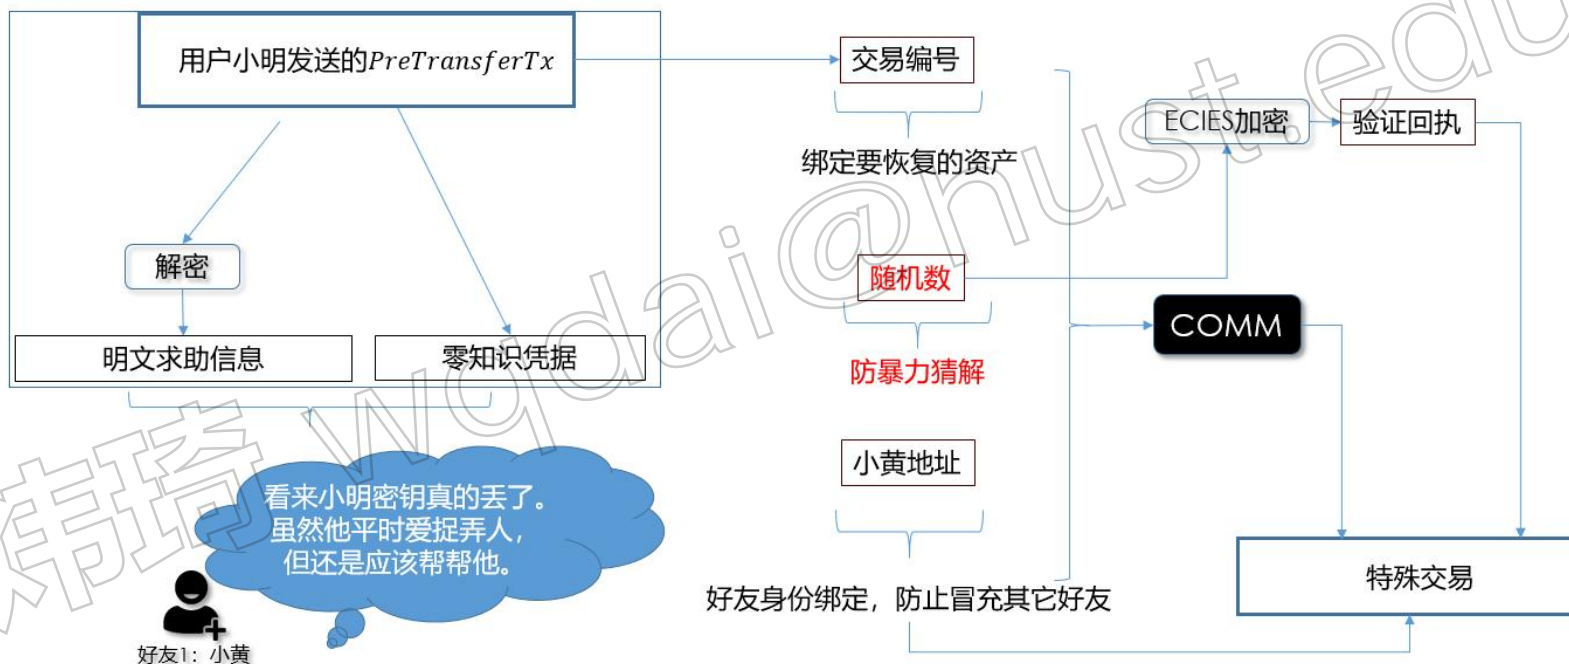 用户小明发送的PreTransferTx
解密
明文求助信息
零知识凭据
看来小明密钥真的丢了。
虽然他平时爱捉弄人，
但还是应该帮帮他。
好友1：小黄
交易编号
绑定要恢复的资产
随机数
防暴力猜解
小黄地址
好友身份绑定，防止冒充其它好友
ECIES加密
验证回执
COMM
特殊交易
炜琦 wqdai@hust.edu